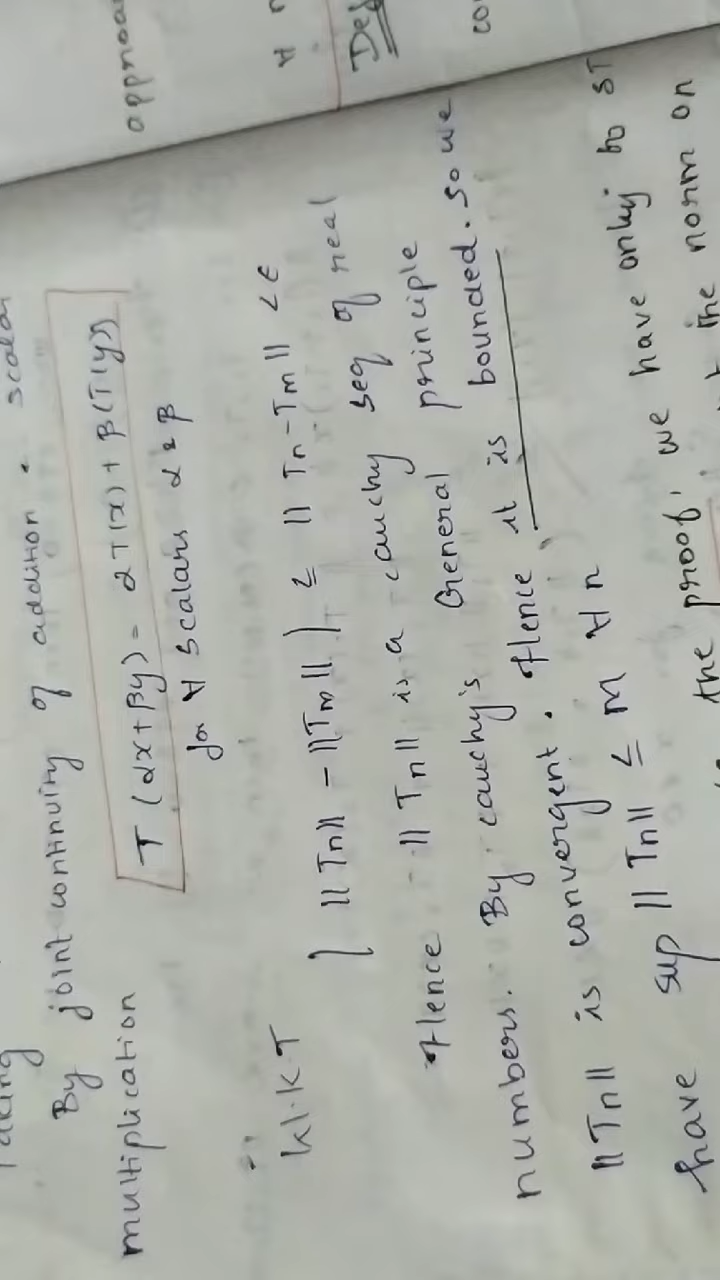 By joint continuity of addition & scalar
multiplication
T (αx+βy) = αT(x) + β(T(y))
for ∀ scalars α & β
∴
W.K.T
| ||Tn|| - ||Tm|| | ≤ || Tn-Tm || < ε
Hence ||Tn|| is a cauchy seq of real
numbers. By cauchy's General principle
||Tn|| is convergent. Hence, it is bounded. So we
have sup ||Tn|| ≤ M ∀ n
the proof, we have only to ST
the norm on
Def
∀ n
co